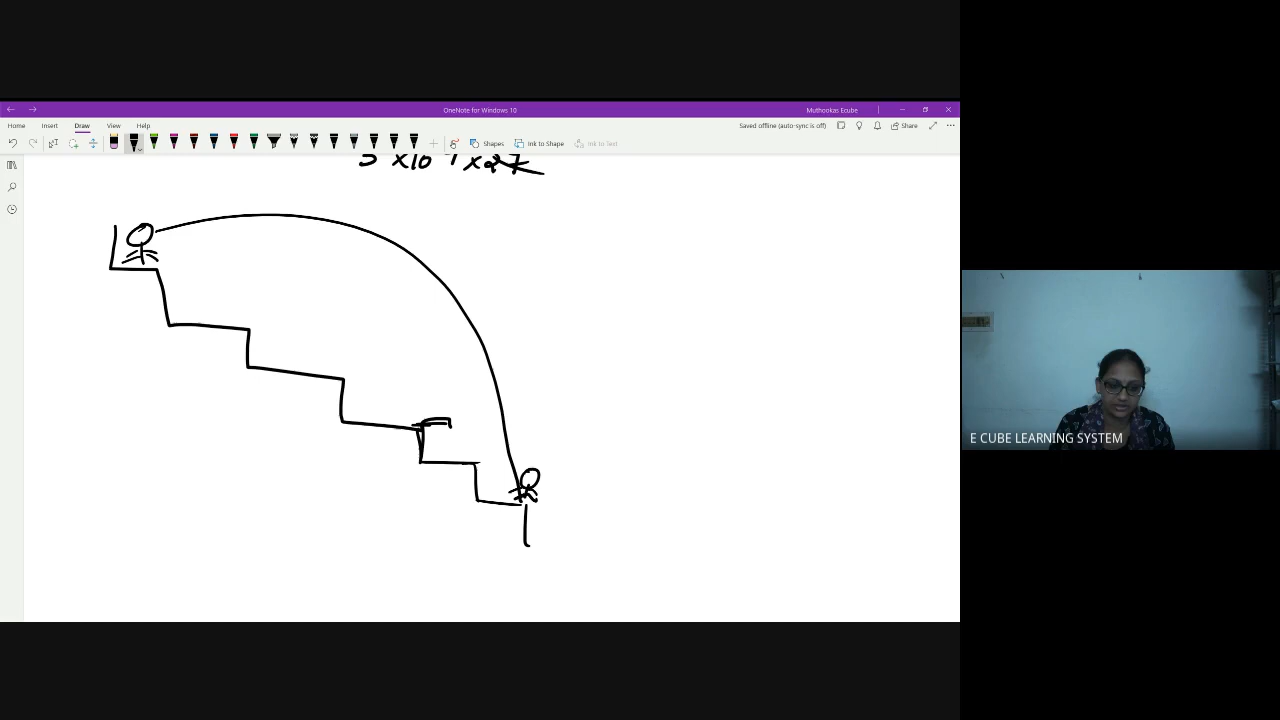 OneNote for Windows 10
Muthookas Ecube
Home Insert Draw View Help
Saved offline (auto-sync is off)
Share
Shapes
Ink to Shape
Ink to Text
E CUBE LEARNING SYSTEM